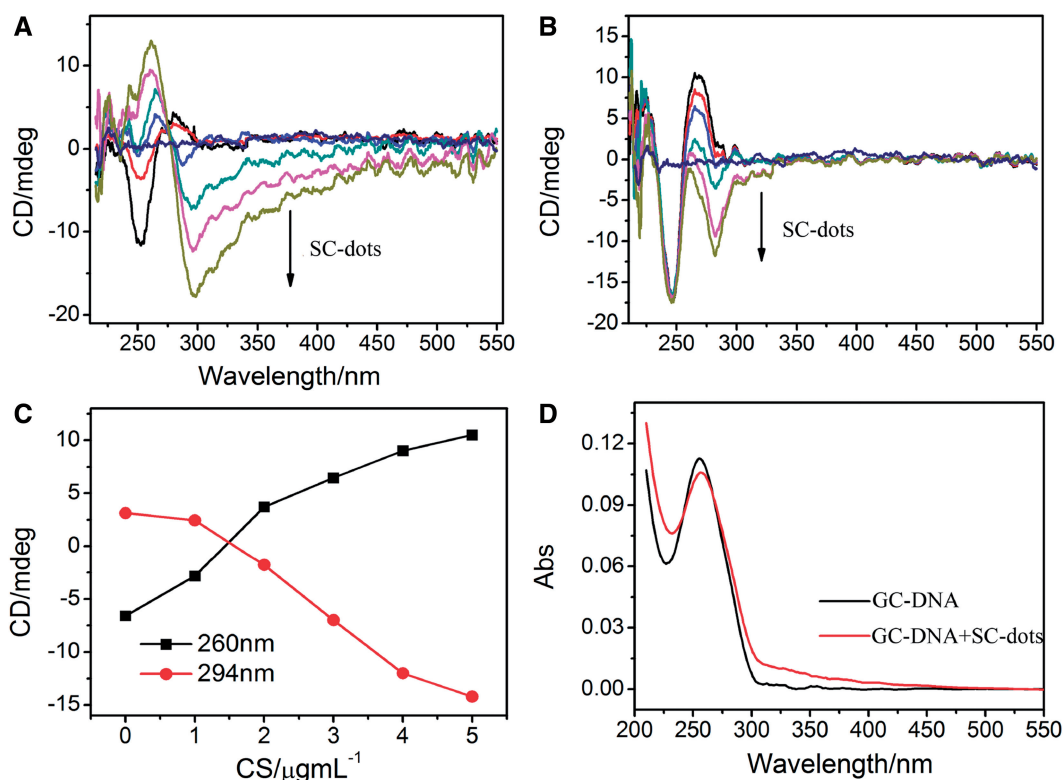 A
CD/mdeg
10
0
-10
-20
250 300 350 400 450 500 550
Wavelength/nm
SC-dots
B
CD/mdeg
15
10
5
0
-5
-10
-15
-20
250 300 350 400 450 500 550
SC-dots
C
CD/mdeg
10
5
0
-5
-10
-15
0 1 2 3 4 5
CS/μgmL⁻¹
260nm
294nm
D
Abs
0.12
0.09
0.06
0.03
0.00
200 250 300 350 400 450 500 550
Wavelength/nm
GC-DNA
GC-DNA+SC-dots